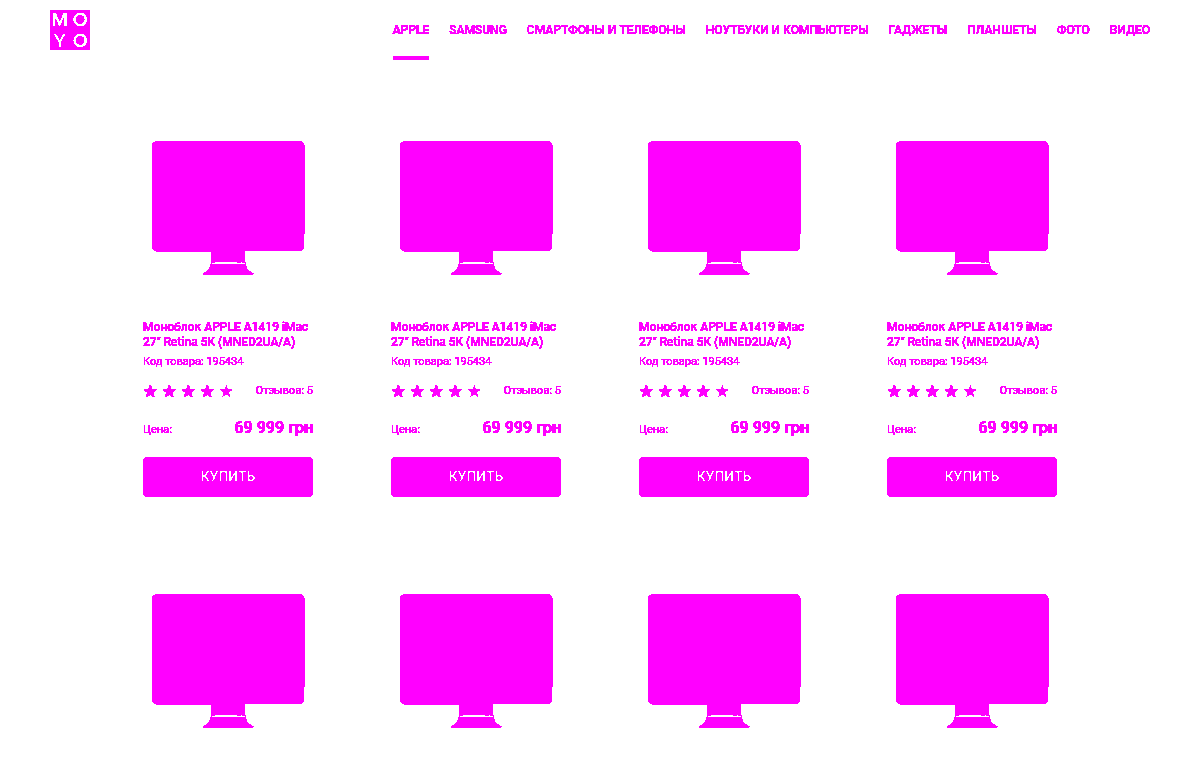 MO
YO
APPLE SAMSUNG СМАРТФОНЫ И ТЕЛЕФОНЫ НОУТБУКИ И КОМПЬЮТЕРЫ ГАДЖЕТЫ ПЛАНШЕТЫ ФОТО ВИДЕО
Моноблок APPLE A1419 iMac
27" Retina 5K (MNED2UA/A)
Код товара: 195434
Отзывов: 5
Цена: 69 999 грн
КУПИТЬ
Моноблок APPLE A1419 iMac
27" Retina 5K (MNED2UA/A)
Код товара: 195434
Отзывов: 5
Цена: 69 999 грн
КУПИТЬ
Моноблок APPLE A1419 iMac
27" Retina 5K (MNED2UA/A)
Код товара: 195434
Отзывов: 5
Цена: 69 999 грн
КУПИТЬ
Моноблок APPLE A1419 iMac
27" Retina 5K (MNED2UA/A)
Код товара: 195434
Отзывов: 5
Цена: 69 999 грн
КУПИТЬ